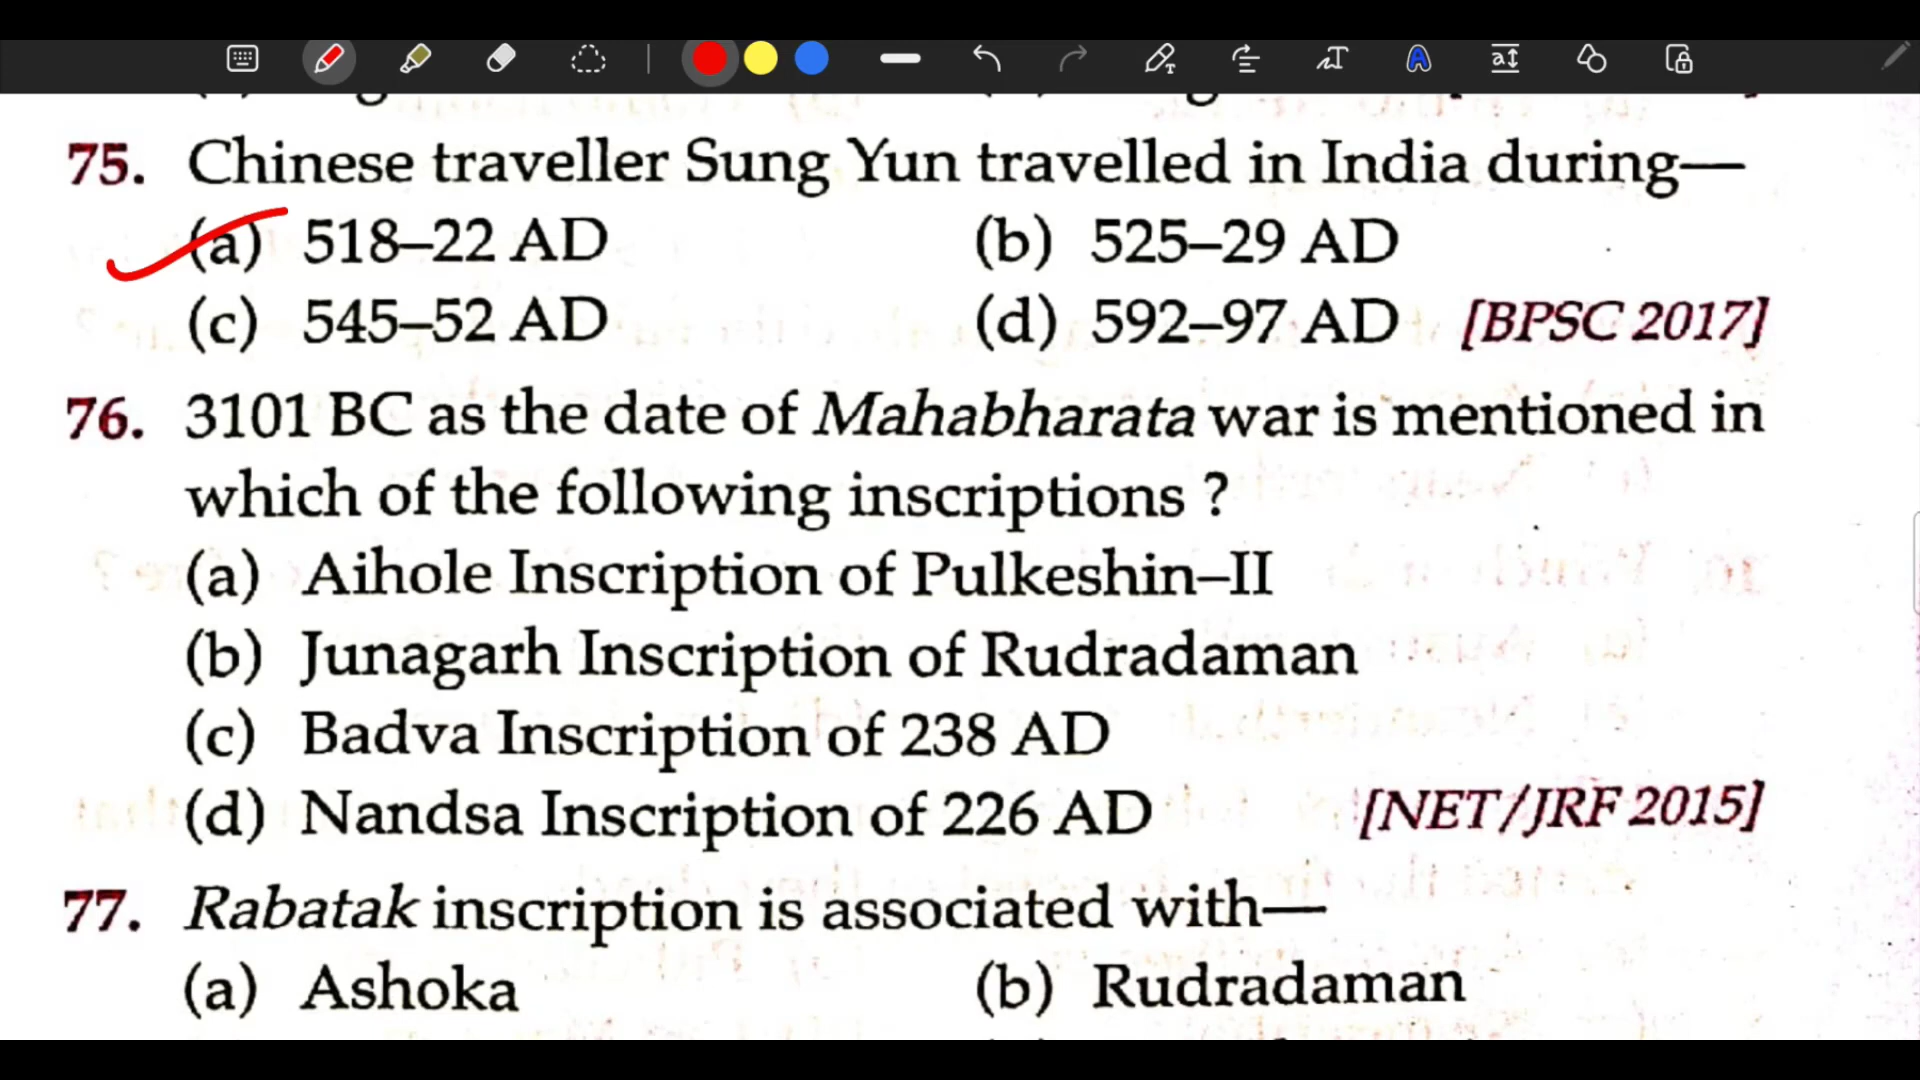 75. Chinese traveller Sung Yun travelled in India during—
(a) 518–22 AD (b) 525–29 AD
(c) 545–52 AD (d) 592–97 AD [BPSC 2017]
76. 3101 BC as the date of Mahabharata war is mentioned in
which of the following inscriptions ?
(a) Aihole Inscription of Pulkeshin–II
(b) Junagarh Inscription of Rudradaman
(c) Badva Inscription of 238 AD
(d) Nandsa Inscription of 226 AD [NET/JRF 2015]
77. Rabatak inscription is associated with—
(a) Ashoka (b) Rudradaman